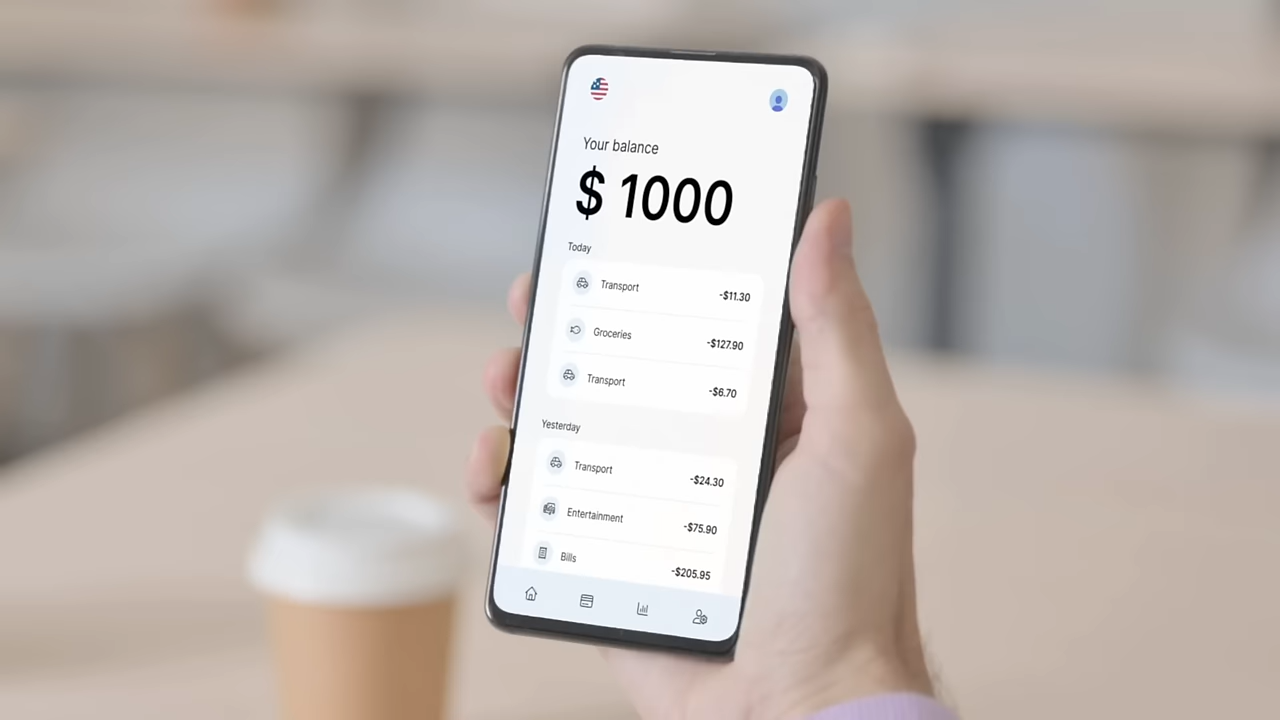 Your balance
$ 1000
Today
Transport -$11.30
Groceries -$127.90
Transport -$6.70
Yesterday
Transport -$24.30
Entertainment -$75.90
Bills -$205.95